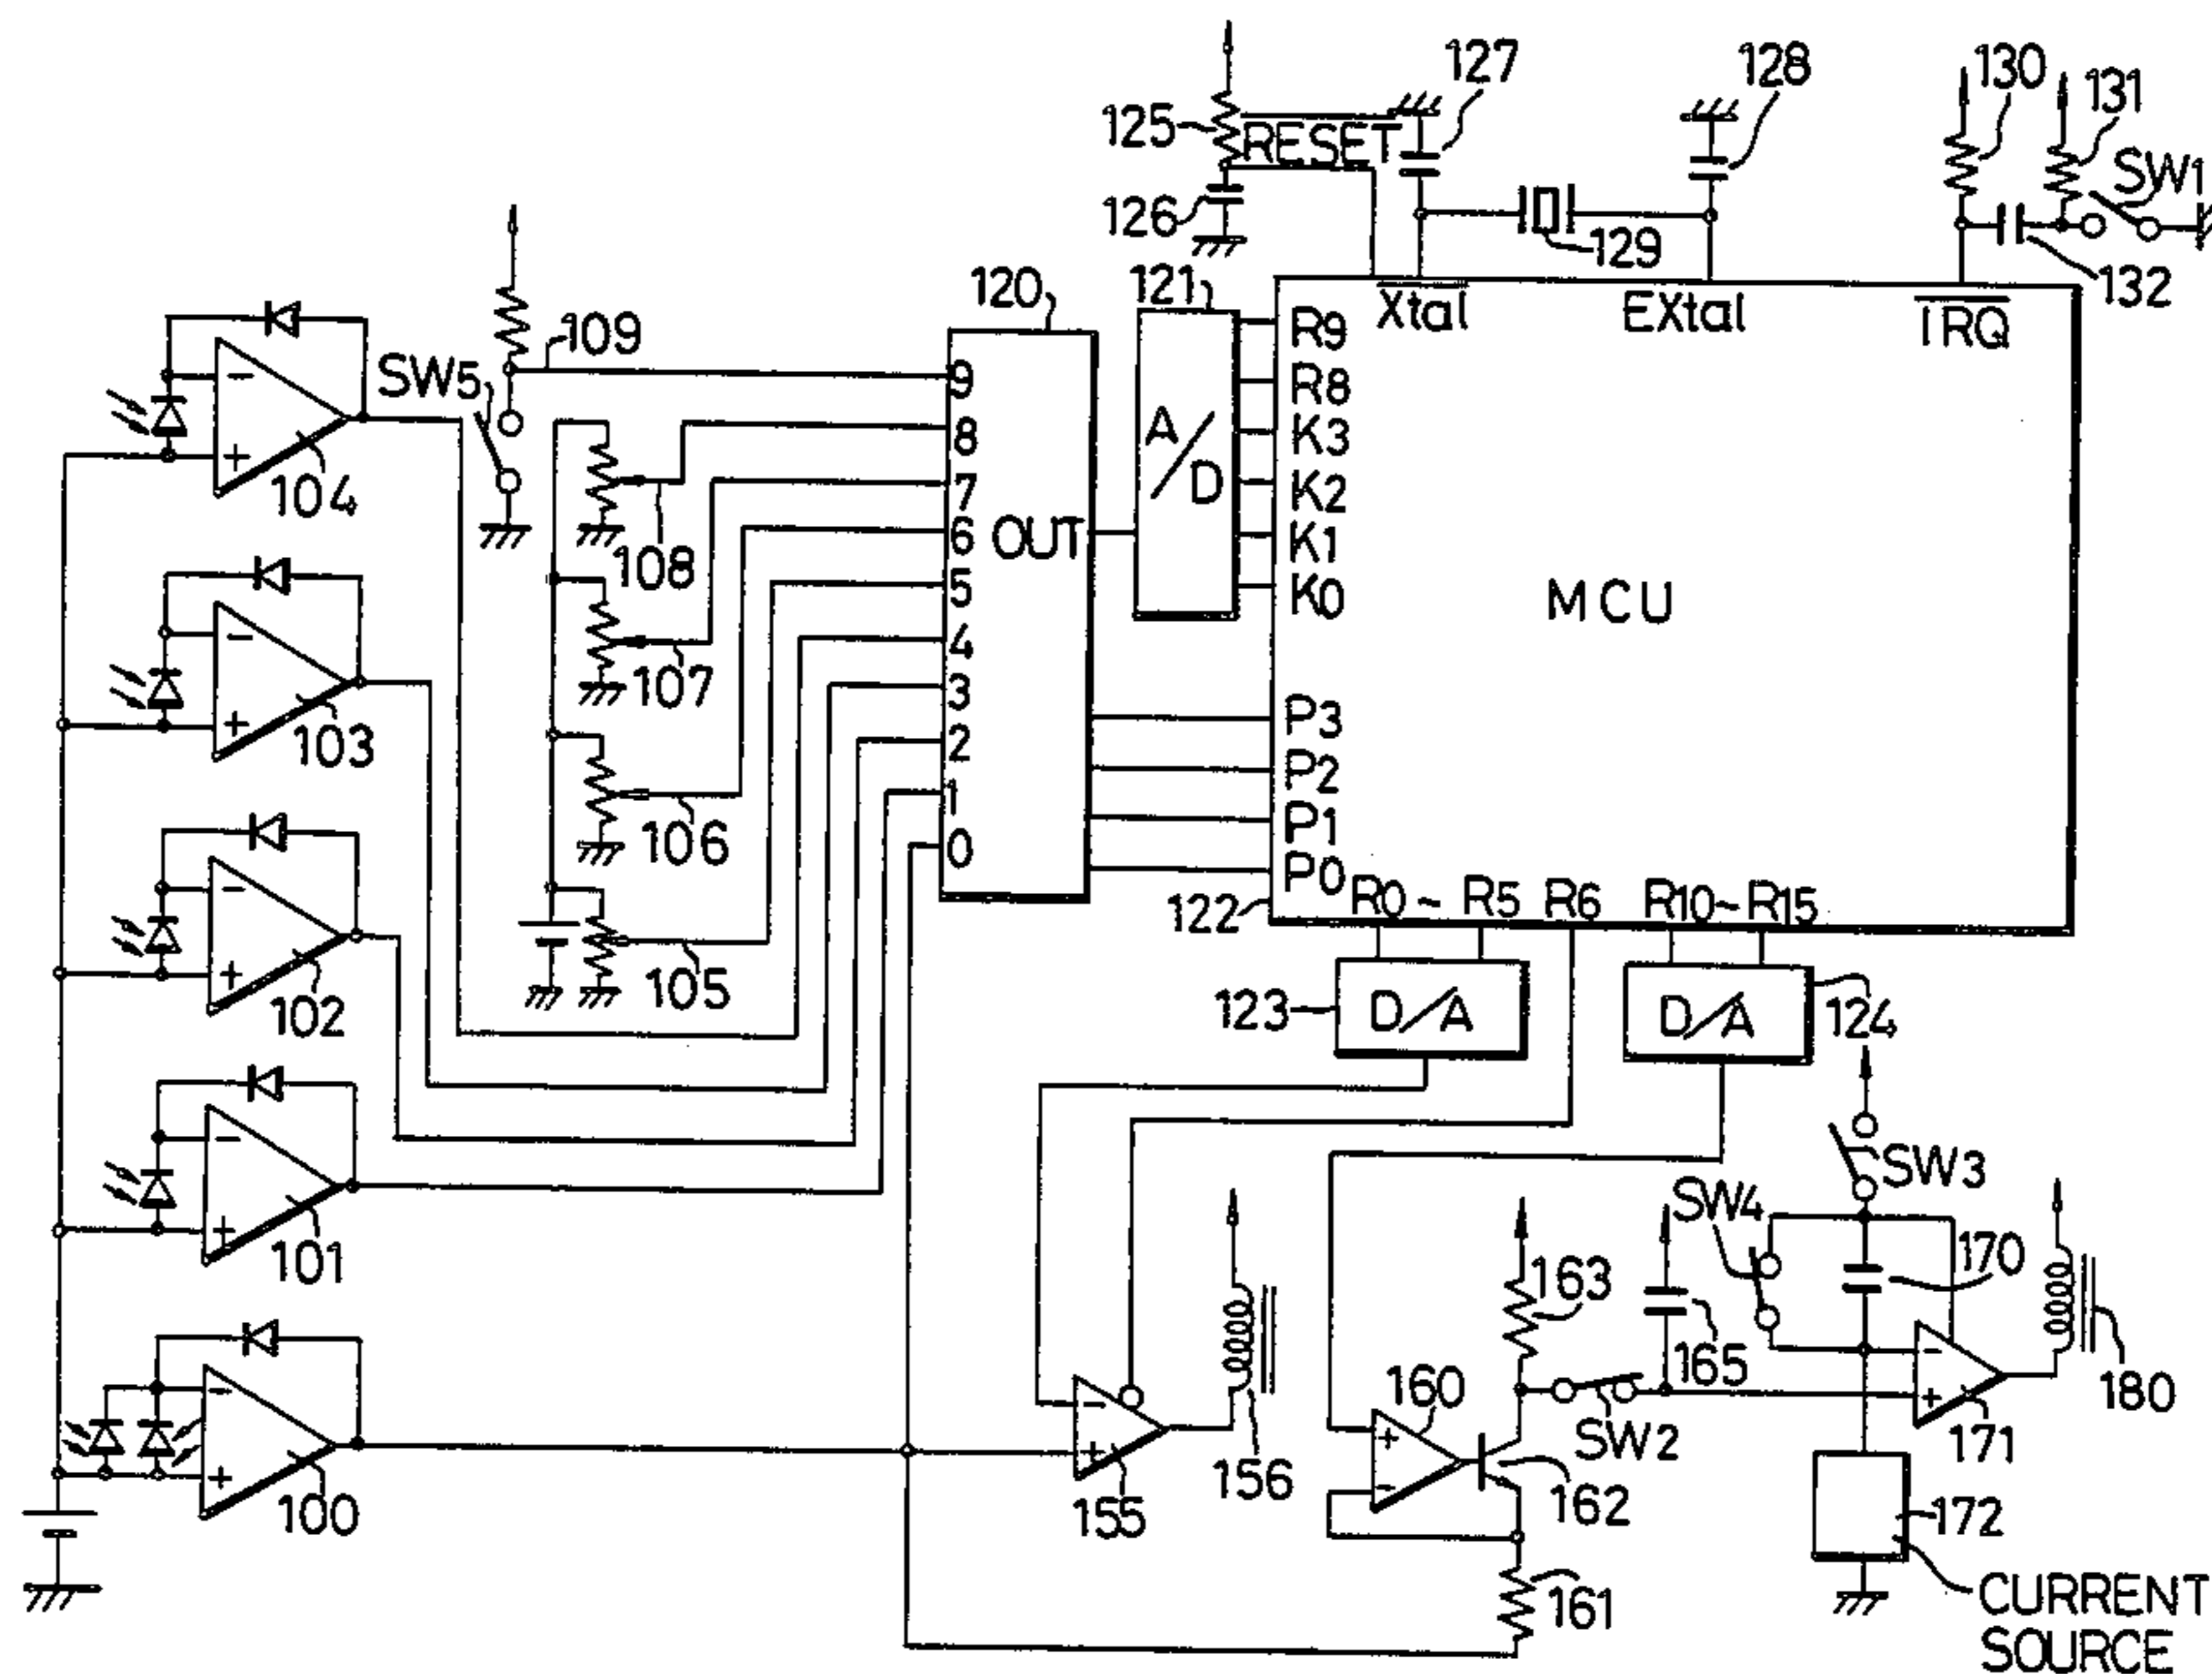 127
128
130
131
125
RESET
SW1
126
129
132
120
121
Xtal
EXtal
IRQ
109
SW5
9
8
7
6
5
4
3
2
1
0
OUT
A/D
R9
R8
K3
K2
K1
K0
P3
P2
P1
P0
MCU
104
108
107
103
106
102
105
122
R0~R5
R6
R10~R15
123
D/A
D/A
124
101
100
SW3
SW4
170
163
165
160
180
SW2
171
156
155
162
172
161
CURRENT
SOURCE
−
+
−
+
−
+
−
+
−
+
−
+
+
−
−
+